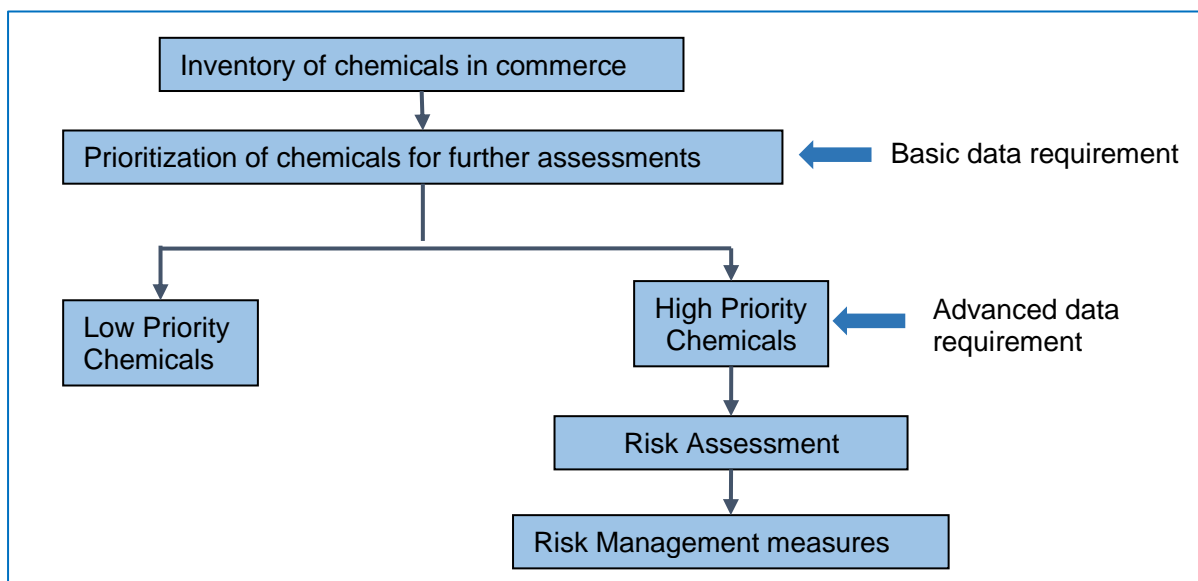 Inventory of chemicals in commerce
Prioritization of chemicals for further assessments
Basic data requirement
Low Priority
Chemicals
High Priority
Chemicals
Advanced data
requirement
Risk Assessment
Risk Management measures